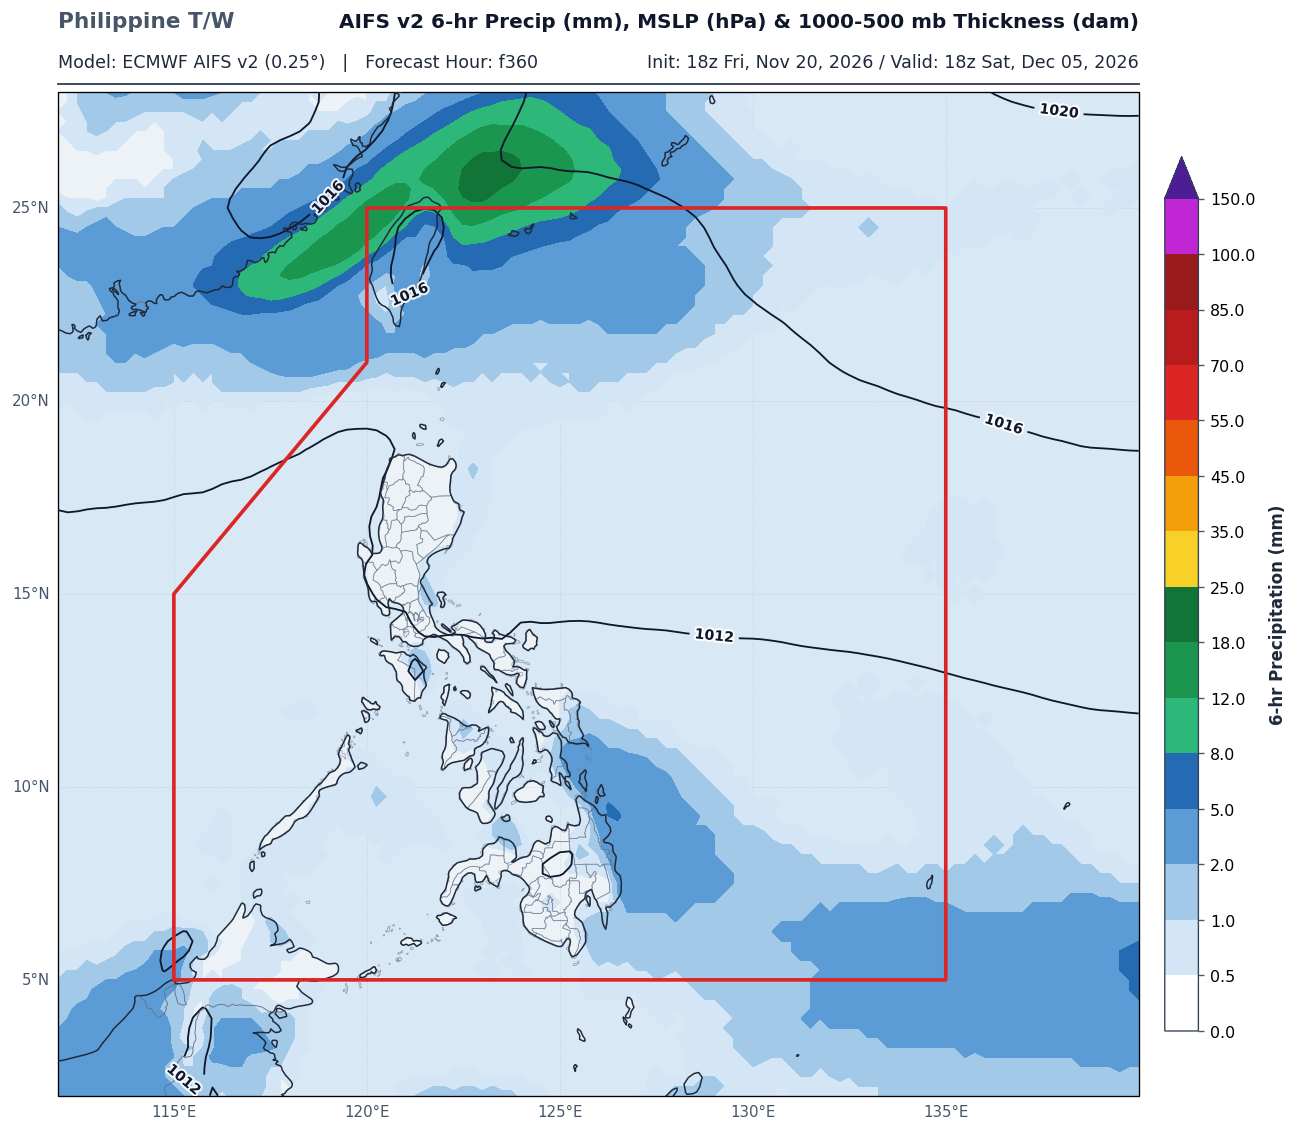 Philippine T/W
AIFS v2 6-hr Precip (mm), MSLP (hPa) & 1000-500 mb Thickness (dam)
Model: ECMWF AIFS v2 (0.25°) | Forecast Hour: f360
Init: 18z Fri, Nov 20, 2026 / Valid: 18z Sat, Dec 05, 2026
1020
1016
1016
1016
1012
1012
25°N
20°N
15°N
10°N
5°N
115°E
120°E
125°E
130°E
135°E
150.0
100.0
85.0
70.0
55.0
45.0
35.0
25.0
18.0
12.0
8.0
5.0
2.0
1.0
0.5
0.0
6-hr Precipitation (mm)